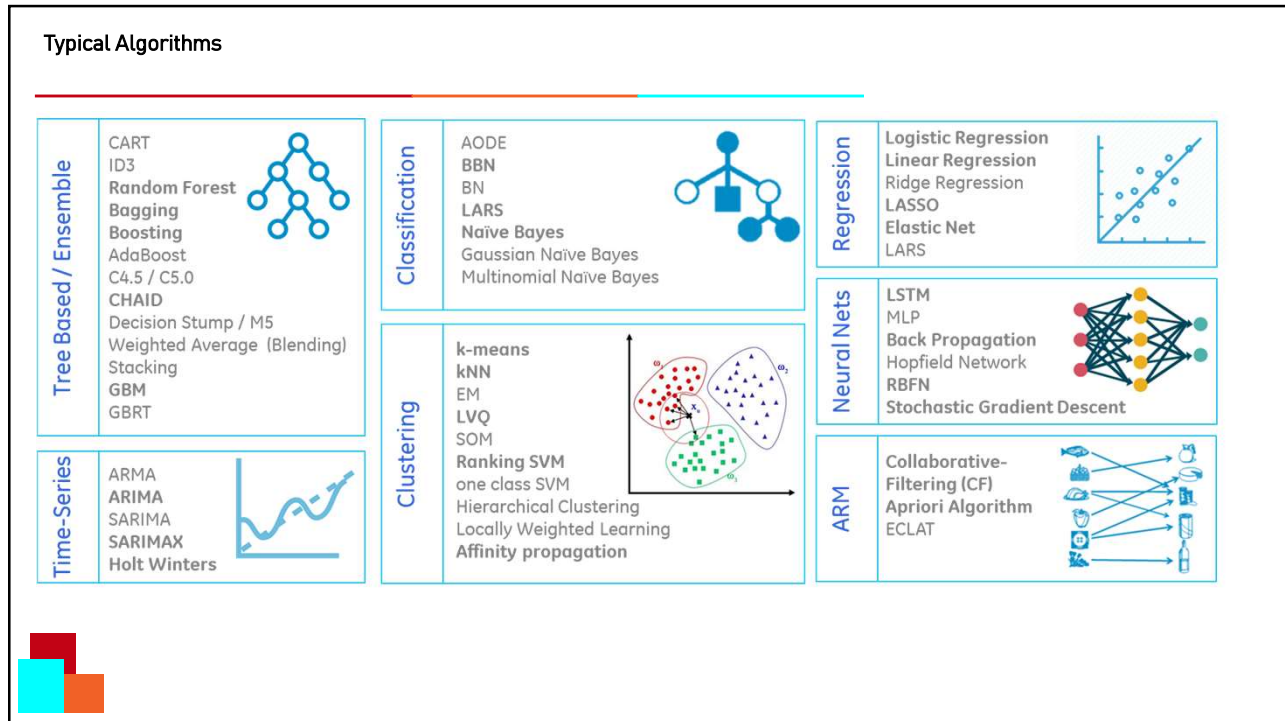 Typical Algorithms
Tree Based / Ensemble
CART
ID3
Random Forest
Bagging
Boosting
AdaBoost
C4.5 / C5.0
CHAID
Decision Stump / M5
Weighted Average (Blending)
Stacking
GBM
GBRT
Time-Series
ARMA
ARIMA
SARIMA
SARIMAX
Holt Winters
Classification
AODE
BBN
BN
LARS
Naïve Bayes
Gaussian Naïve Bayes
Multinomial Naïve Bayes
Clustering
k-means
kNN
EM
LVQ
SOM
Ranking SVM
one class SVM
Hierarchical Clustering
Locally Weighted Learning
Affinity propagation
ω₂
Regression
Logistic Regression
Linear Regression
Ridge Regression
LASSO
Elastic Net
LARS
Neural Nets
LSTM
MLP
Back Propagation
Hopfield Network
RBFN
Stochastic Gradient Descent
ARM
Collaborative-
Filtering (CF)
Apriori Algorithm
ECLAT